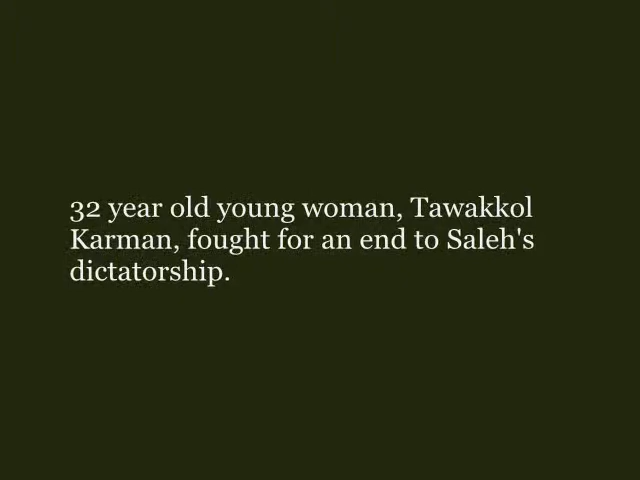 32 year old young woman, Tawakkol
Karman, fought for an end to Saleh's
dictatorship.